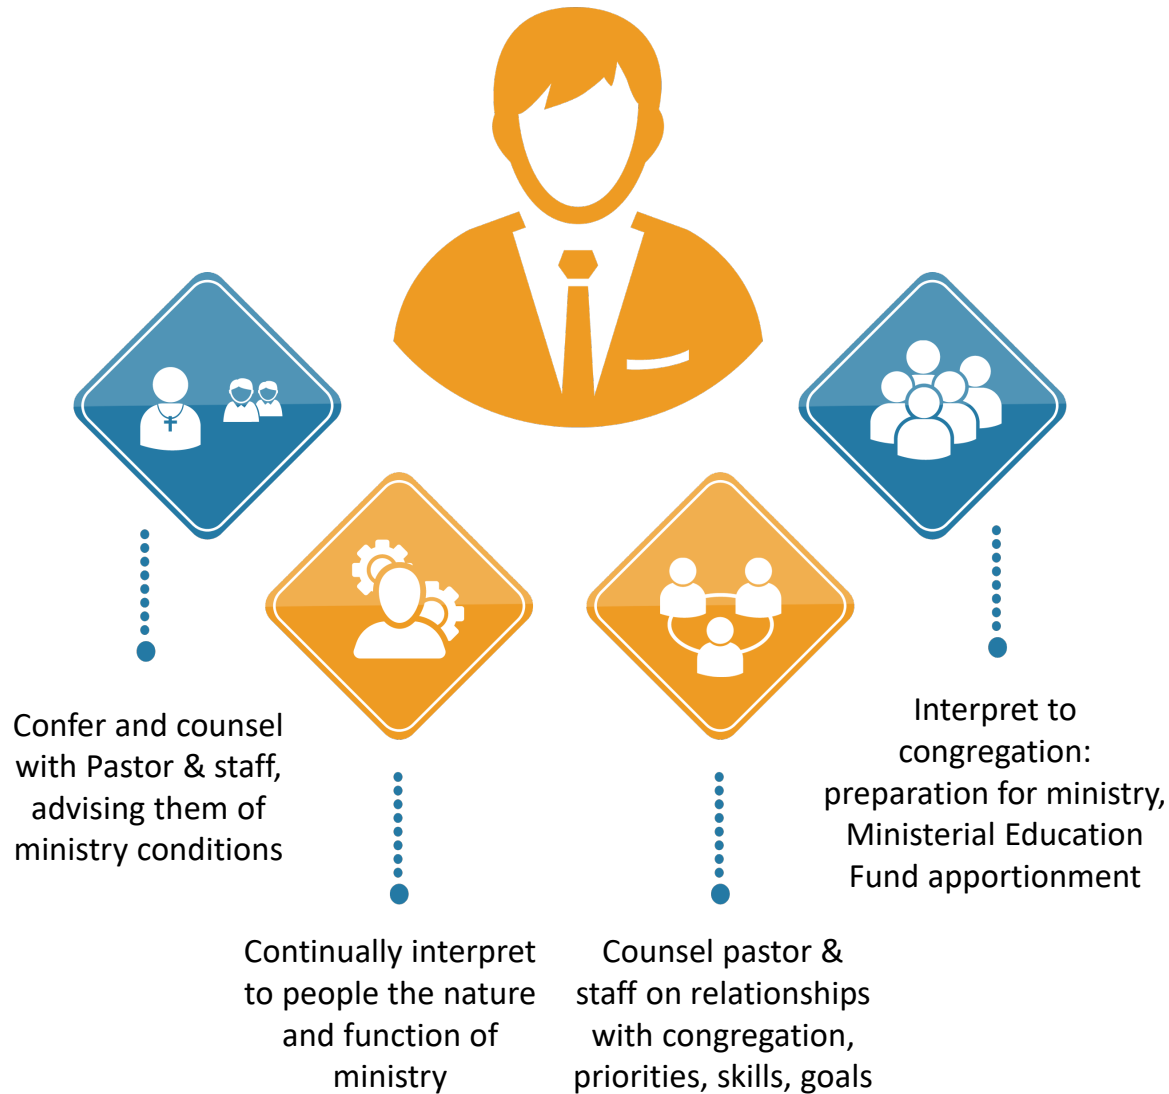 Confer and counsel
with Pastor & staff,
advising them of
ministry conditions
Continually interpret
to people the nature
and function of
ministry
Counsel pastor &
staff on relationships
with congregation,
priorities, skills, goals
Interpret to
congregation:
preparation for ministry,
Ministerial Education
Fund apportionment